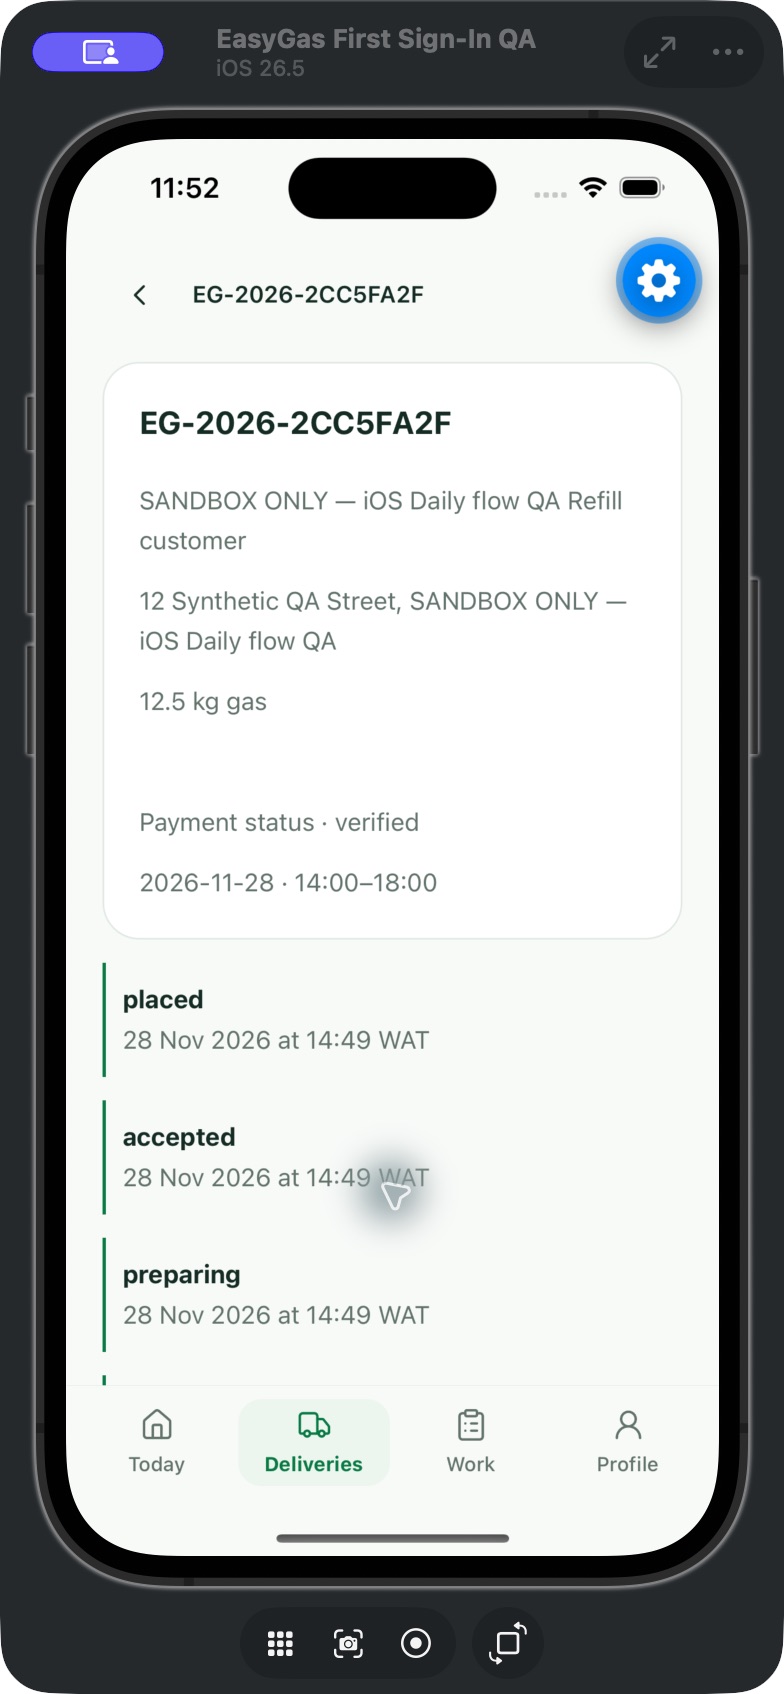 EasyGas First Sign-In QA
iOS 26.5
11:52
EG-2026-2CC5FA2F
EG-2026-2CC5FA2F
SANDBOX ONLY — iOS Daily flow QA Refill
customer
12 Synthetic QA Street, SANDBOX ONLY —
iOS Daily flow QA
12.5 kg gas
Payment status · verified
2026-11-28 · 14:00–18:00
placed
28 Nov 2026 at 14:49 WAT
accepted
28 Nov 2026 at 14:49 WAT
preparing
28 Nov 2026 at 14:49 WAT
Today
Deliveries
Work
Profile